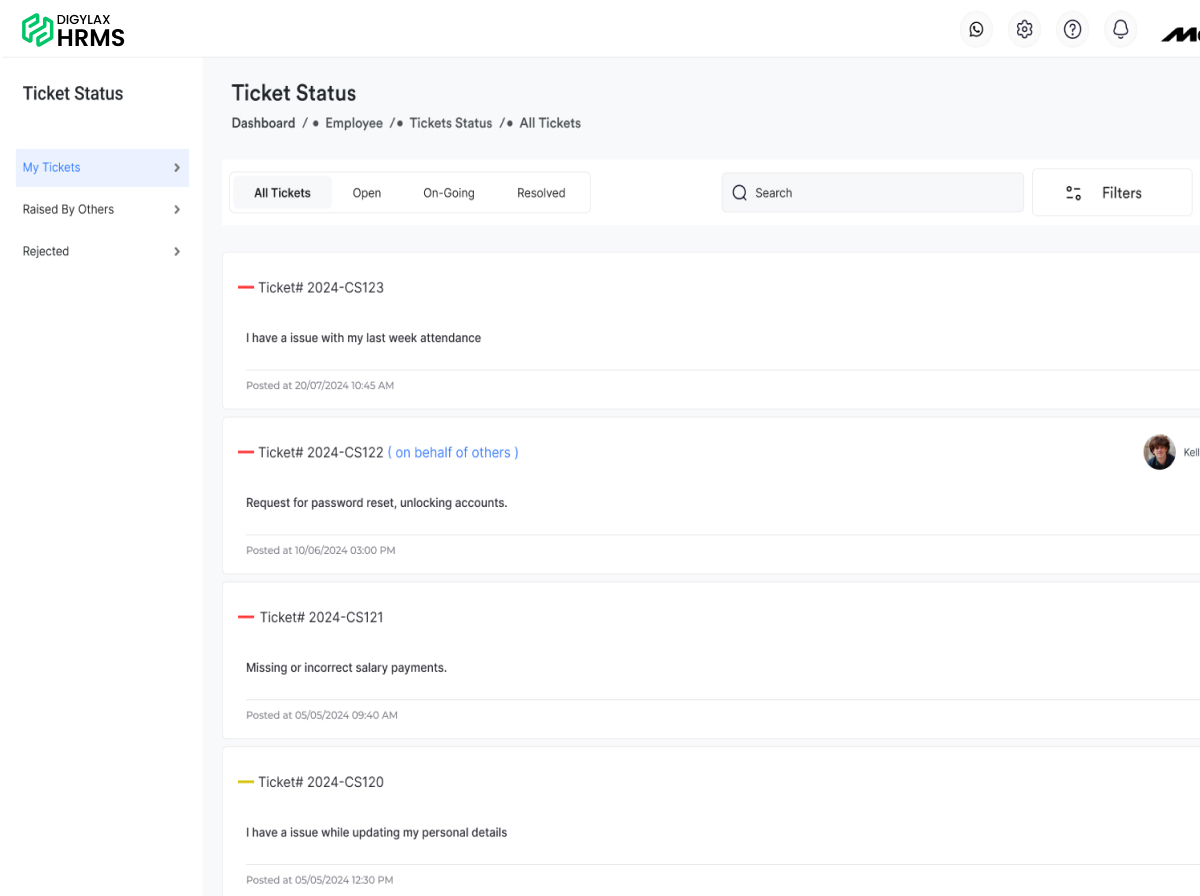 DIGYLAX
HRMS
Ticket Status
My Tickets
Raised By Others
Rejected
Ticket Status
Dashboard / • Employee / • Tickets Status / • All Tickets
All Tickets Open On-Going Resolved
Search
Filters
Ticket# 2024-CS123
I have a issue with my last week attendance
Posted at 20/07/2024 10:45 AM
Ticket# 2024-CS122 ( on behalf of others )
Kell
Request for password reset, unlocking accounts.
Posted at 10/06/2024 03:00 PM
Ticket# 2024-CS121
Missing or incorrect salary payments.
Posted at 05/05/2024 09:40 AM
Ticket# 2024-CS120
I have a issue while updating my personal details
Posted at 05/05/2024 12:30 PM